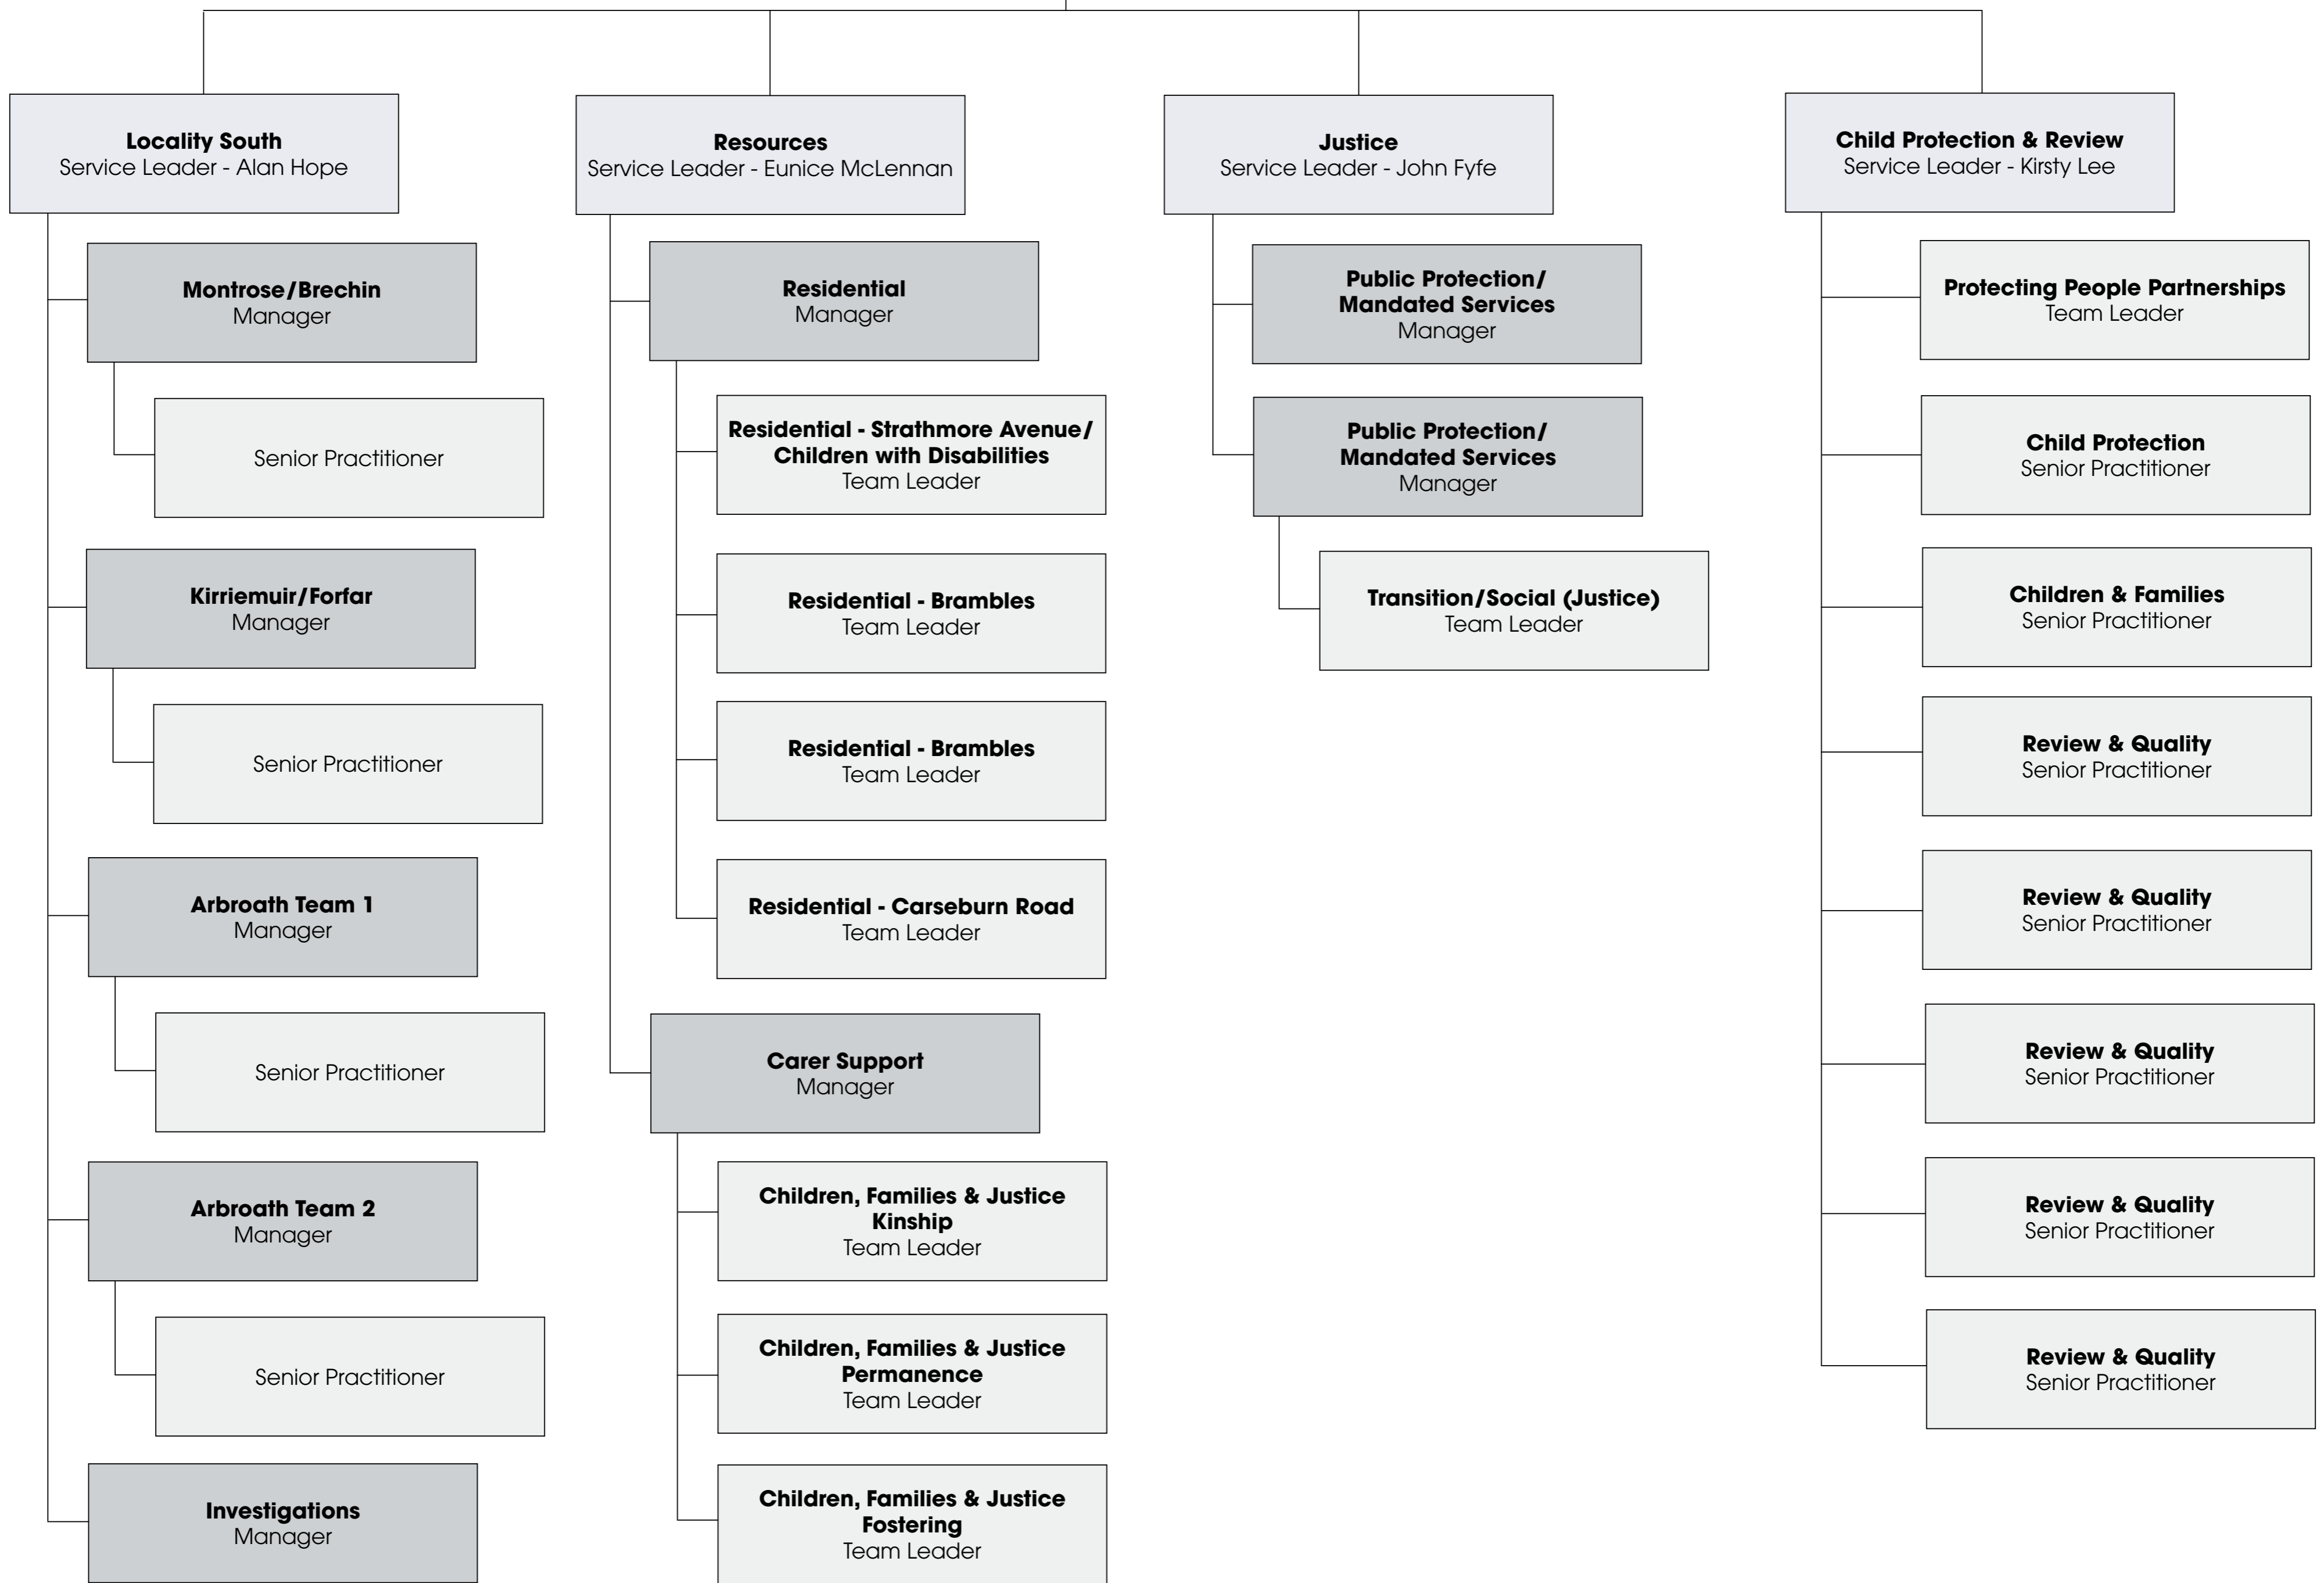 Locality South
Service Leader - Alan Hope
Montrose/Brechin
Manager
Senior Practitioner
Kirriemuir/Forfar
Manager
Senior Practitioner
Arbroath Team 1
Manager
Senior Practitioner
Arbroath Team 2
Manager
Senior Practitioner
Investigations
Manager
Resources
Service Leader - Eunice McLennan
Residential
Manager
Residential - Strathmore Avenue/
Children with Disabilities
Team Leader
Residential - Brambles
Team Leader
Residential - Brambles
Team Leader
Residential - Carseburn Road
Team Leader
Carer Support
Manager
Children, Families & Justice
Kinship
Team Leader
Children, Families & Justice
Permanence
Team Leader
Children, Families & Justice
Fostering
Team Leader
Justice
Service Leader - John Fyfe
Public Protection/
Mandated Services
Manager
Public Protection/
Mandated Services
Manager
Transition/Social (Justice)
Team Leader
Child Protection & Review
Service Leader - Kirsty Lee
Protecting People Partnerships
Team Leader
Child Protection
Senior Practitioner
Children & Families
Senior Practitioner
Review & Quality
Senior Practitioner
Review & Quality
Senior Practitioner
Review & Quality
Senior Practitioner
Review & Quality
Senior Practitioner
Review & Quality
Senior Practitioner